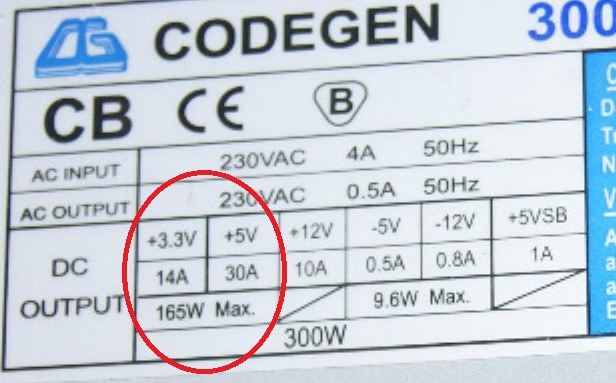 CODEGEN 300
CB CE B
AC INPUT 230VAC 4A 50Hz
AC OUTPUT 230VAC 0.5A 50Hz
DC OUTPUT
+3.3V +5V +12V -5V -12V +5VSB
14A 30A 10A 0.5A 0.8A 1A
165W Max. 9.6W Max.
300W